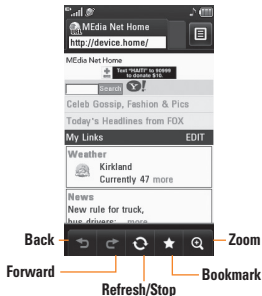 MEdia Net Home
http://device.home/
MEdia Net Home
Text "HAITI" to 90999
to donate $10.
Search Y!
Celeb Gossip, Fashion & Pics
Today's Headlines from FOX
My Links EDIT
Weather
Kirkland
Currently 47 more
News
New rule for truck,
bus drivers: more
Back
Zoom
Forward
Bookmark
Refresh/Stop